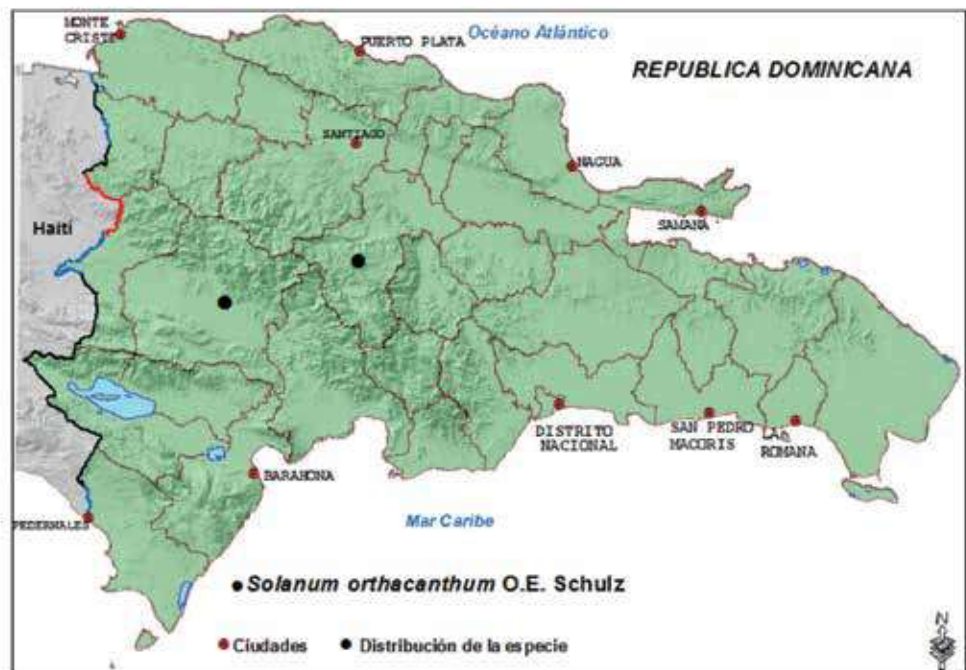 MONTE
CRISTI
PUERTO PLATA
Océano Atlántico
REPUBLICA DOMINICANA
SANTIAGO
NAGUA
SAMANA
Haití
DISTRITO
NACIONAL
SAN PEDRO
MACORIS
LA
ROMANA
BARAHONA
PEDERNALES
Mar Caribe
Solanum orthacanthum O.E. Schulz
Ciudades
Distribución de la especie
N